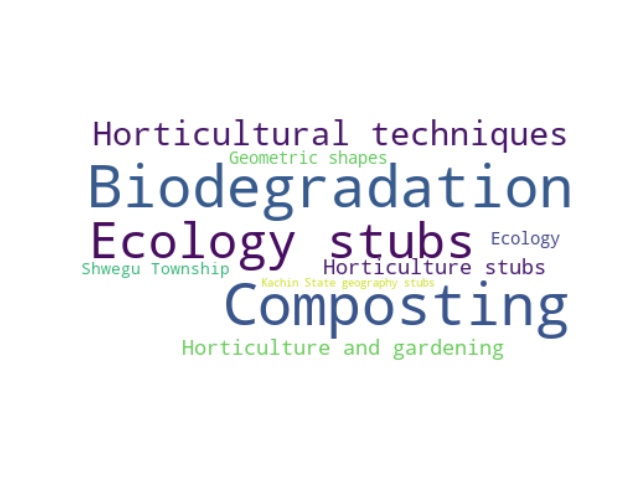 Horticultural techniques
Geometric shapes
Biodegradation
Ecology stubs
Ecology
Shwegu Township
Horticulture stubs
Kachin State geography stubs
Composting
Horticulture and gardening